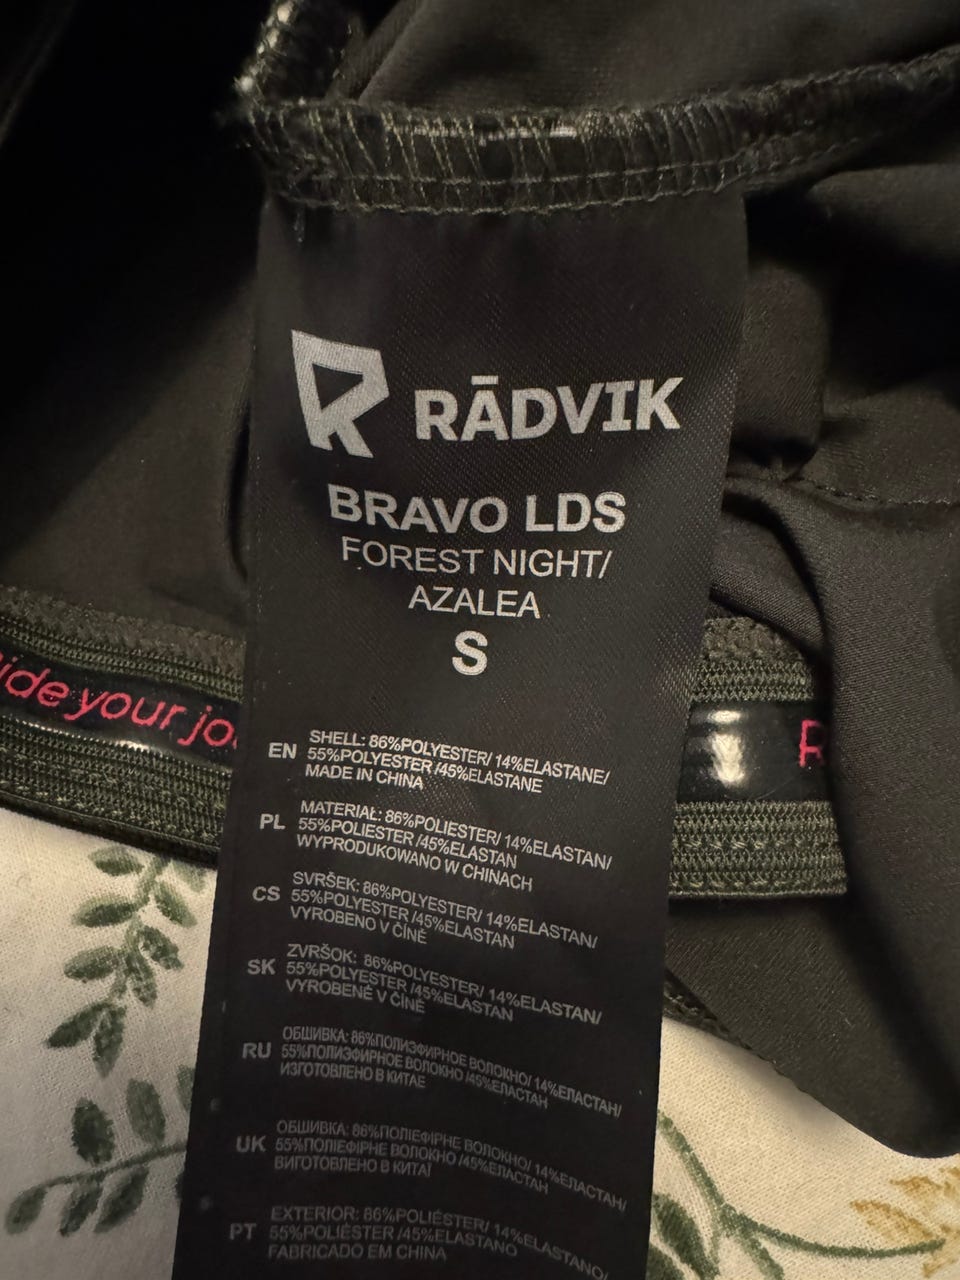 RĀDVIK
BRAVO LDS
FOREST NIGHT/
AZALEA
S
ide your jo
R
EN SHELL: 86%POLYESTER/ 14%ELASTANE/
55%POLYESTER /45%ELASTANE
MADE IN CHINA
PL MATERIAŁ: 86%POLIESTER/ 14%ELASTAN/
55%POLIESTER /45%ELASTAN
WYPRODUKOWANO W CHINACH
CS SVRŠEK: 86%POLYESTER/ 14%ELASTAN/
55%POLYESTER /45%ELASTAN
VYROBENO V ČÍNĚ
SK ZVRŠOK: 86%POLYESTER/ 14%ELASTAN/
55%POLYESTER /45%ELASTAN
VYROBENÉ V ČÍNE
RU ОБШИВКА: 86%ПОЛИЭФИРНОЕ ВОЛОКНО/ 14%ЕЛАСТАН/
55%ПОЛИЭФИРНОЕ ВОЛОКНО /45%ЕЛАСТАН
ИЗГОТОВЛЕНО В КИТАЕ
UK ОБШИВКА: 86%ПОЛІЕФІРНЕ ВОЛОКНО/ 14%ЕЛАСТАН/
55%ПОЛІЕФІРНЕ ВОЛОКНО /45%ЕЛАСТАН
ВИГОТОВЛЕНО В КИТАЇ
PT EXTERIOR: 86%POLIÉSTER/ 14%ELASTANO/
55%POLIÉSTER /45%ELASTANO
FABRICADO EM CHINA